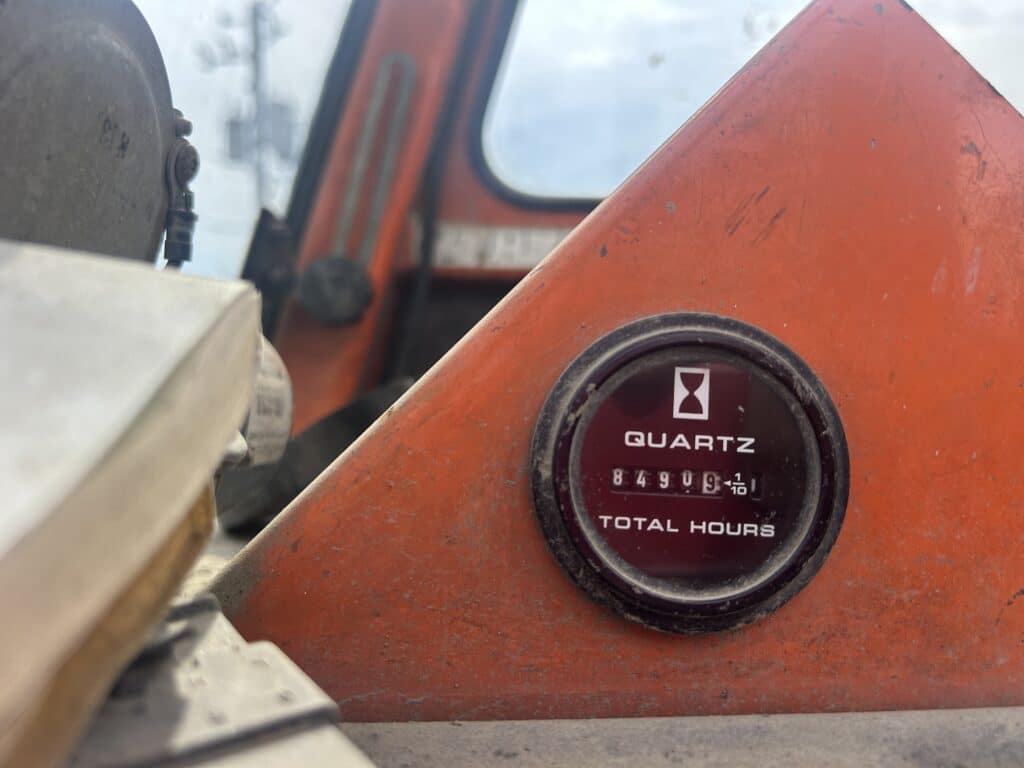 QUARTZ
84909 1/10
TOTAL HOURS